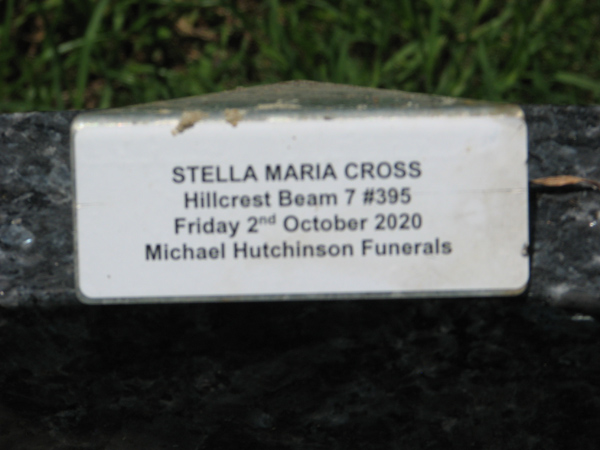 STELLA MARIA CROSS
Hillcrest Beam 7 #395
Friday 2nd October 2020
Michael Hutchinson Funerals